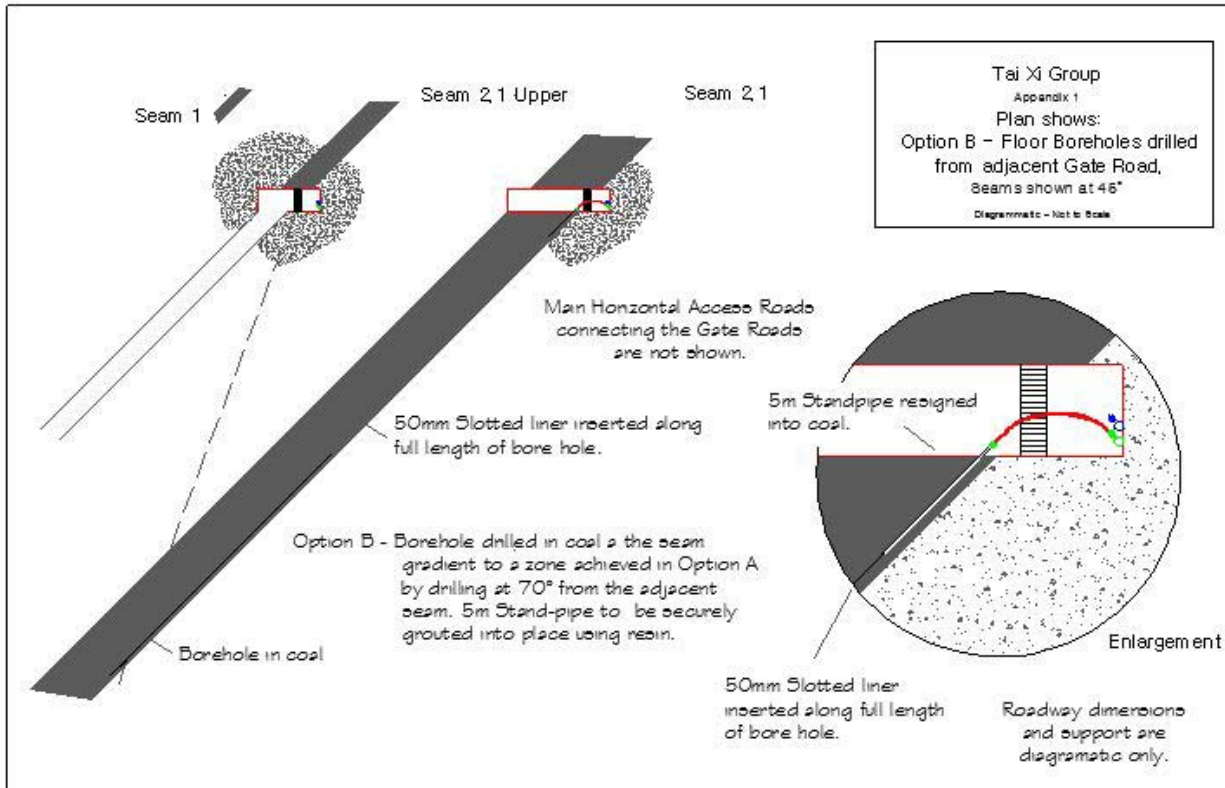 Tai Xi Group
Appendix 1
Plan shows:
Option B - Floor Boreholes drilled
from adjacent Gate Road,
Seams shown at 45°
Diagrammatic - Not to Scale
Seam 1
Seam 2,1 Upper
Seam 2,1
Main Horizontal Access Roads
connecting the Gate Roads
are not shown.
50mm Slotted liner inserted along
full length of bore hole.
Option B - Borehole drilled in coal a the seam
gradient to a zone achieved in Option A
by drilling at 70° from the adjacent
seam. 5m Stand-pipe to be securely
grouted into place using resin.
Borehole in coal
5m Standpipe resigned
into coal.
Enlargement
50mm Slotted liner
inserted along full length
of bore hole.
Roadway dimensions
and support are
diagramatic only.